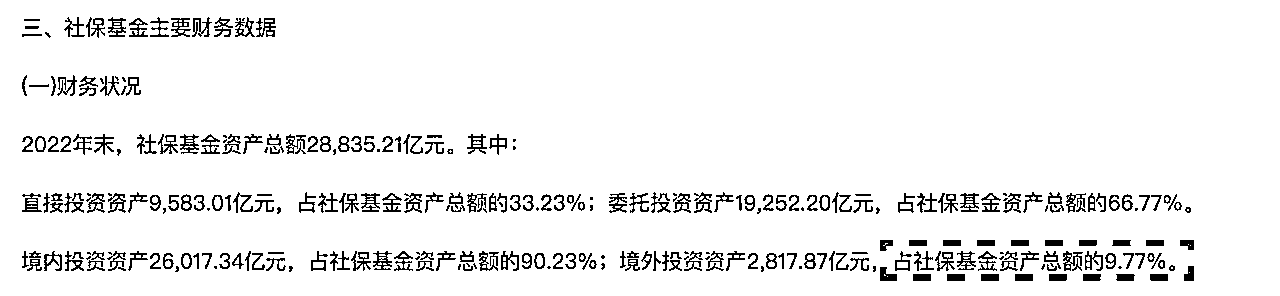 三、社保基金主要财务数据
(一)财务状况
2022年末，社保基金资产总额28,835.21亿元。其中：
直接投资资产9,583.01亿元，占社保基金资产总额的33.23%；委托投资资产19,252.20亿元，占社保基金资产总额的66.77%。
境内投资资产26,017.34亿元，占社保基金资产总额的90.23%；境外投资资产2,817.87亿元，占社保基金资产总额的9.77%。